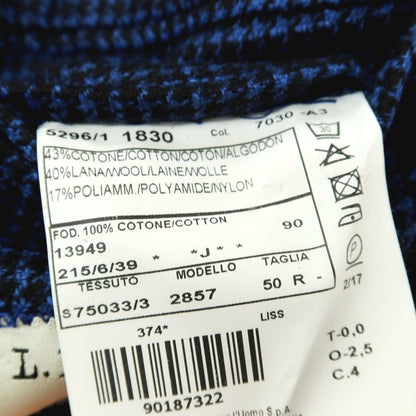 5296/1 1830 Col. 7030 -A3
43%COTONE/COTTON/COTON/ALGODON
40%LANA/WOOL/LAINE/WOLLE
17%POLIAMM./POLYAMIDE/NYLON
FOD. 100% COTONE/COTTON
13949 90
215/6/39 * *J* *
TESSUTO MODELLO TAGLIA
S75033/3 2857 50 R -
374* LISS
90187322
30
P
2/17
T-0,0
O-2,5
C.4
L.
l'Uomo S.p.A.